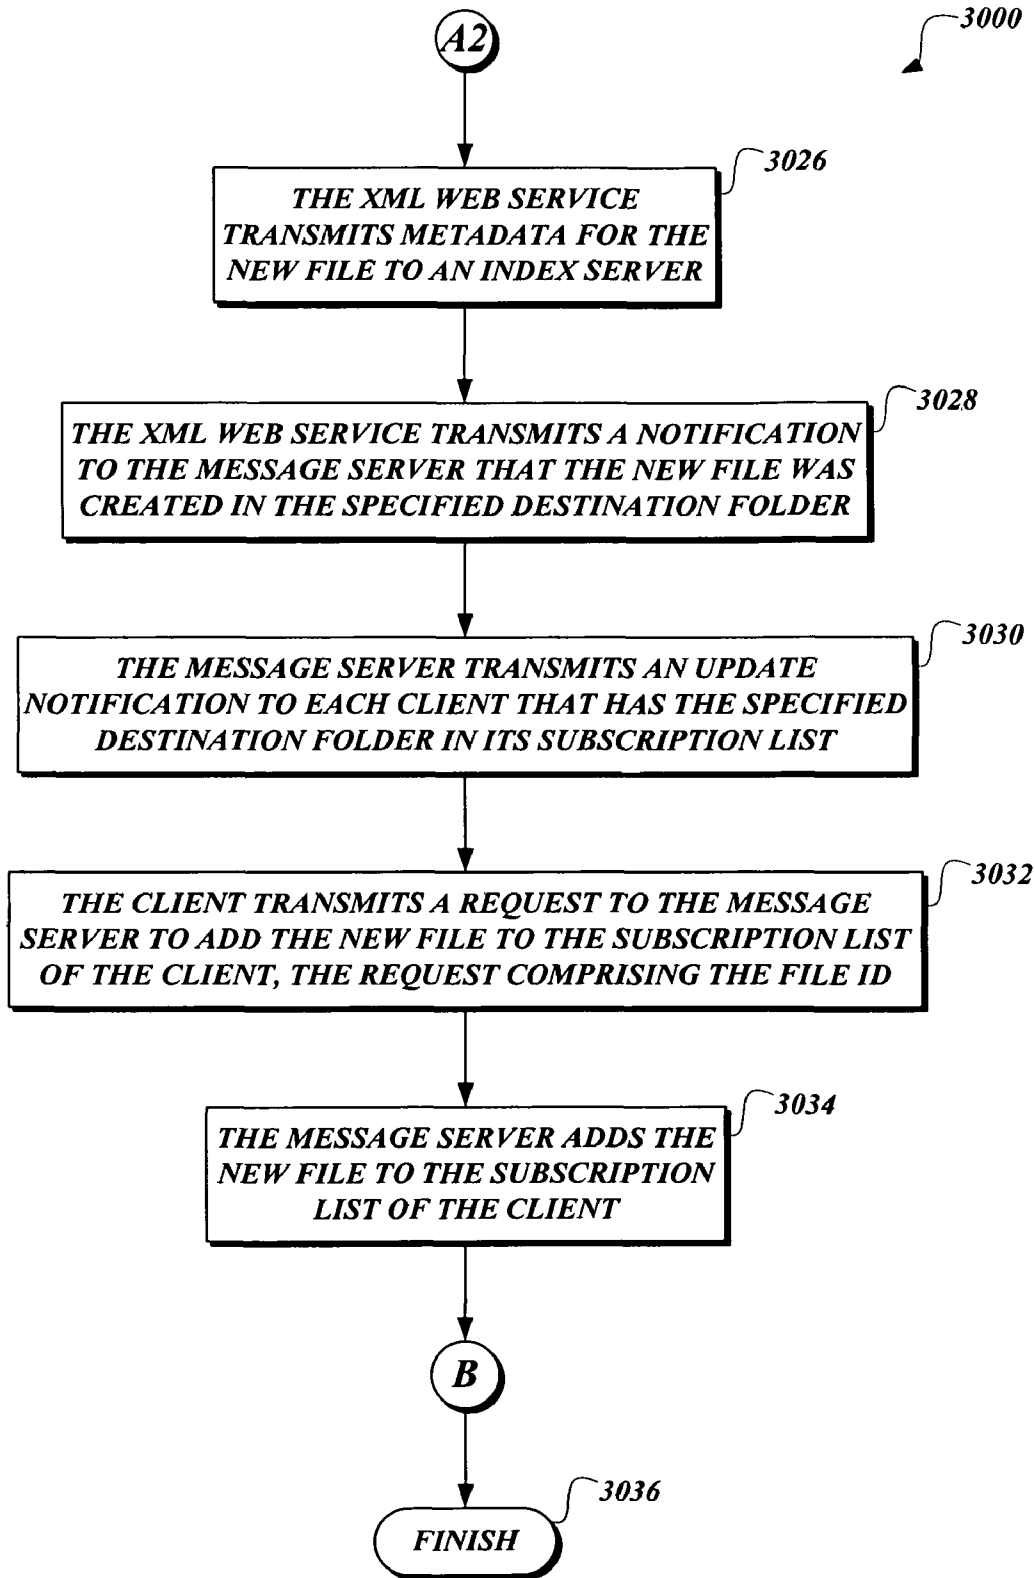 A2
3000
3026
THE XML WEB SERVICE
TRANSMITS METADATA FOR THE
NEW FILE TO AN INDEX SERVER
3028
THE XML WEB SERVICE TRANSMITS A NOTIFICATION
TO THE MESSAGE SERVER THAT THE NEW FILE WAS
CREATED IN THE SPECIFIED DESTINATION FOLDER
3030
THE MESSAGE SERVER TRANSMITS AN UPDATE
NOTIFICATION TO EACH CLIENT THAT HAS THE SPECIFIED
DESTINATION FOLDER IN ITS SUBSCRIPTION LIST
3032
THE CLIENT TRANSMITS A REQUEST TO THE MESSAGE
SERVER TO ADD THE NEW FILE TO THE SUBSCRIPTION LIST
OF THE CLIENT, THE REQUEST COMPRISING THE FILE ID
3034
THE MESSAGE SERVER ADDS THE
NEW FILE TO THE SUBSCRIPTION
LIST OF THE CLIENT
B
3036
FINISH